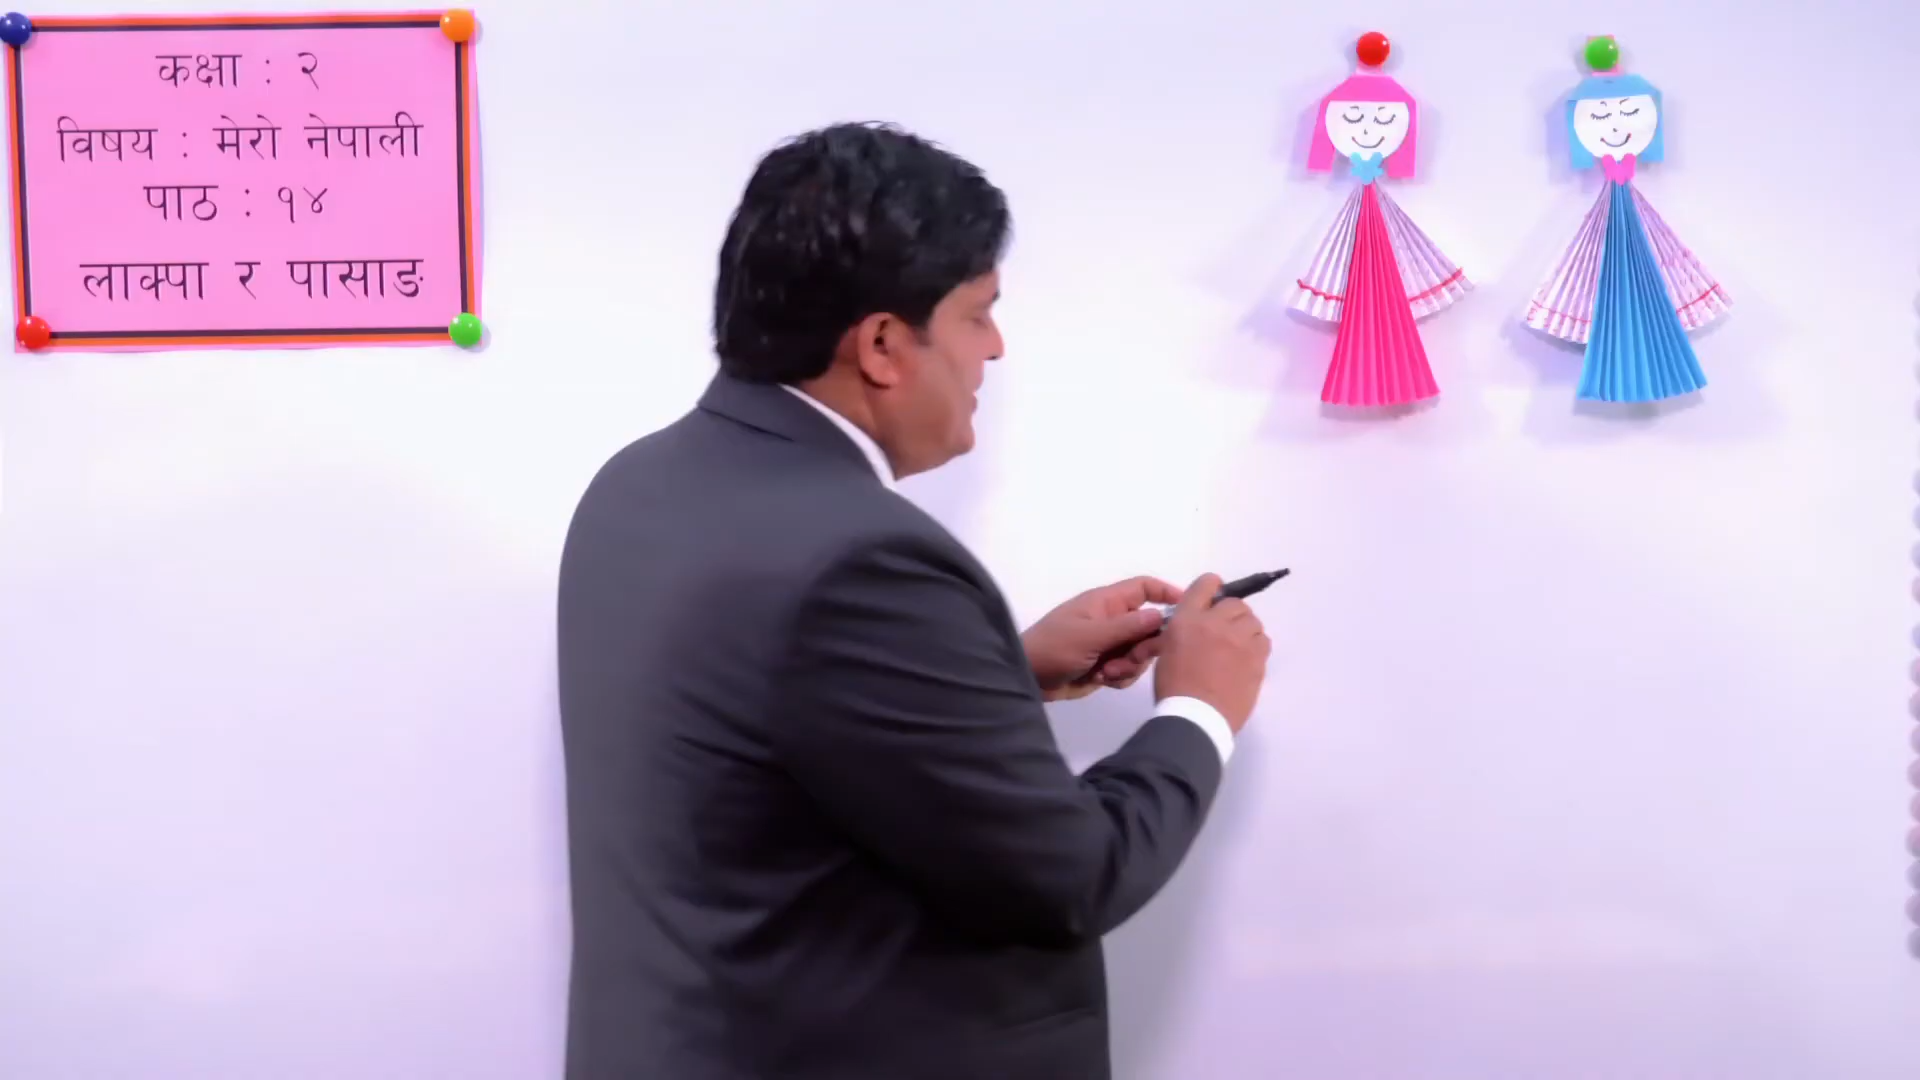 कक्षा : २
विषय : मेरो नेपाली
पाठ : १४
लाक्पा र पासाङ